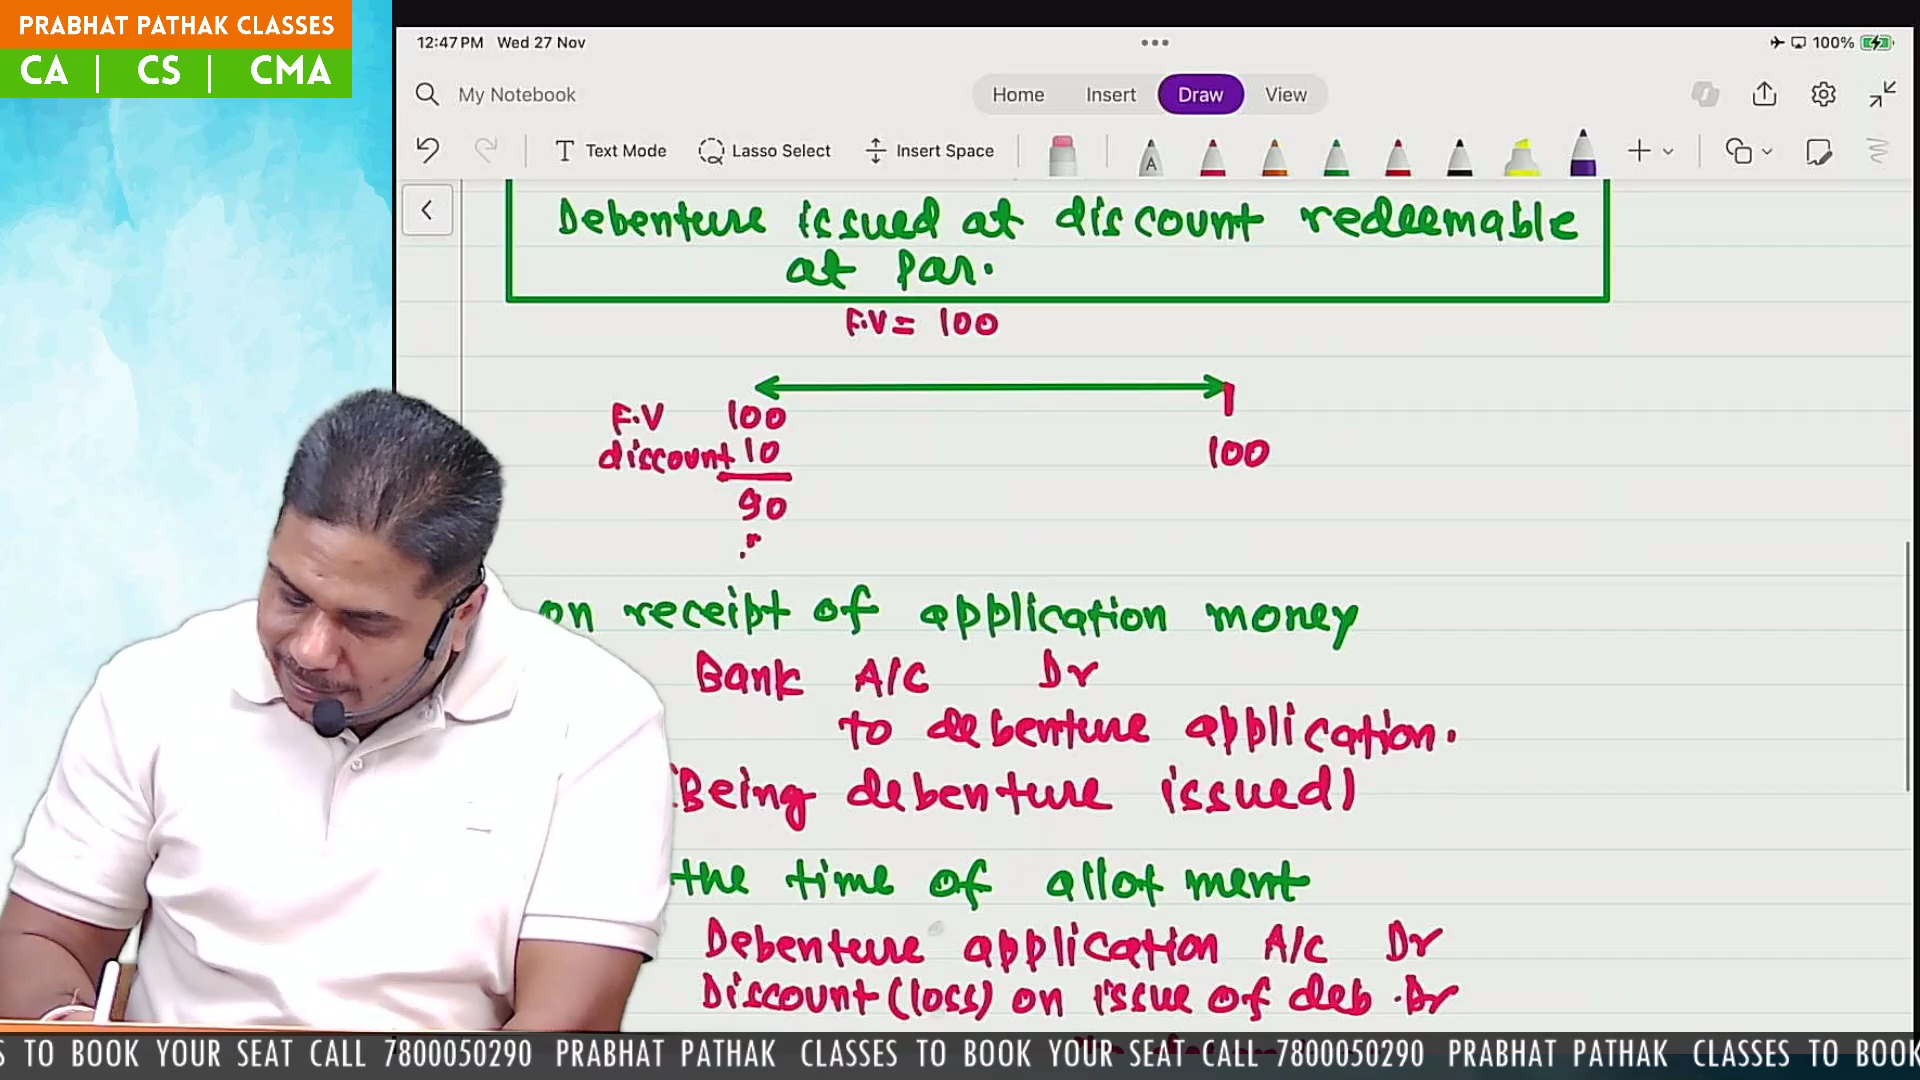 PRABHAT PATHAK CLASSES
CA | CS | CMA
12:47 PM Wed 27 Nov
100%
My Notebook
Home Insert Draw View
Text Mode Lasso Select Insert Space
A
Debenture issued at discount redeemable
at Par.
F.V = 100
F.V 100
discount 10
90
100
on receipt of application money
Bank A/C Dr
to debenture application.
(Being debenture issued)
the time of allotment
Debenture application A/C Dr
Discount (loss) on issue of deb. Dr
S TO BOOK YOUR SEAT CALL 7800050290 PRABHAT PATHAK CLASSES TO BOOK YOUR SEAT CALL 7800050290 PRABHAT PATHAK CLASSES TO BOOK